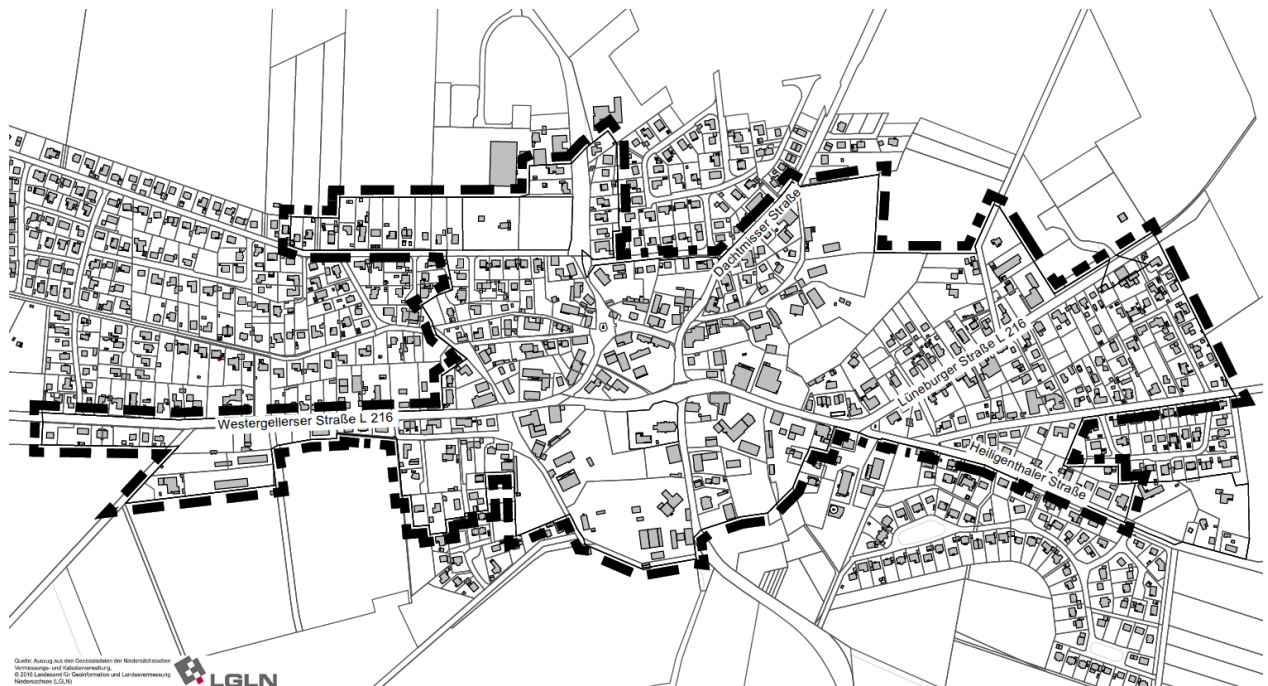 Dachtmisser Straße
Lüneburger Straße L 216
Westergellerser Straße L 216
Heiligenthaler Straße
Quelle: Auszug aus den Geobasisdaten der Niedersächsischen
Vermessungs- und Katasterverwaltung,
© 2018 Landesamt für Geoinformation und Landesvermessung
Niedersachsen (LGLN)
LGLN